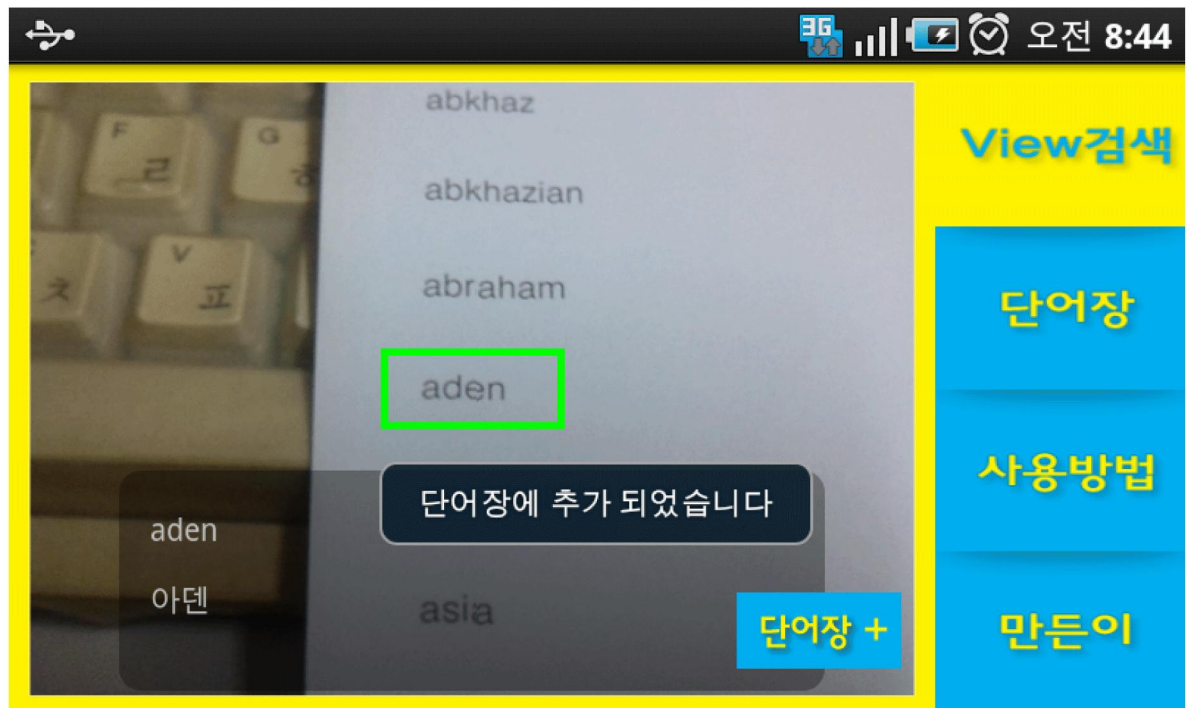 3G 오전 8:44
View검색
단어장
사용방법
만든이
F
ㄹ
G
ㅎ
ㅊ
V
ㅍ
abkhaz
abkhazian
abraham
aden
단어장에 추가 되었습니다
aden
아덴
asia
단어장 +